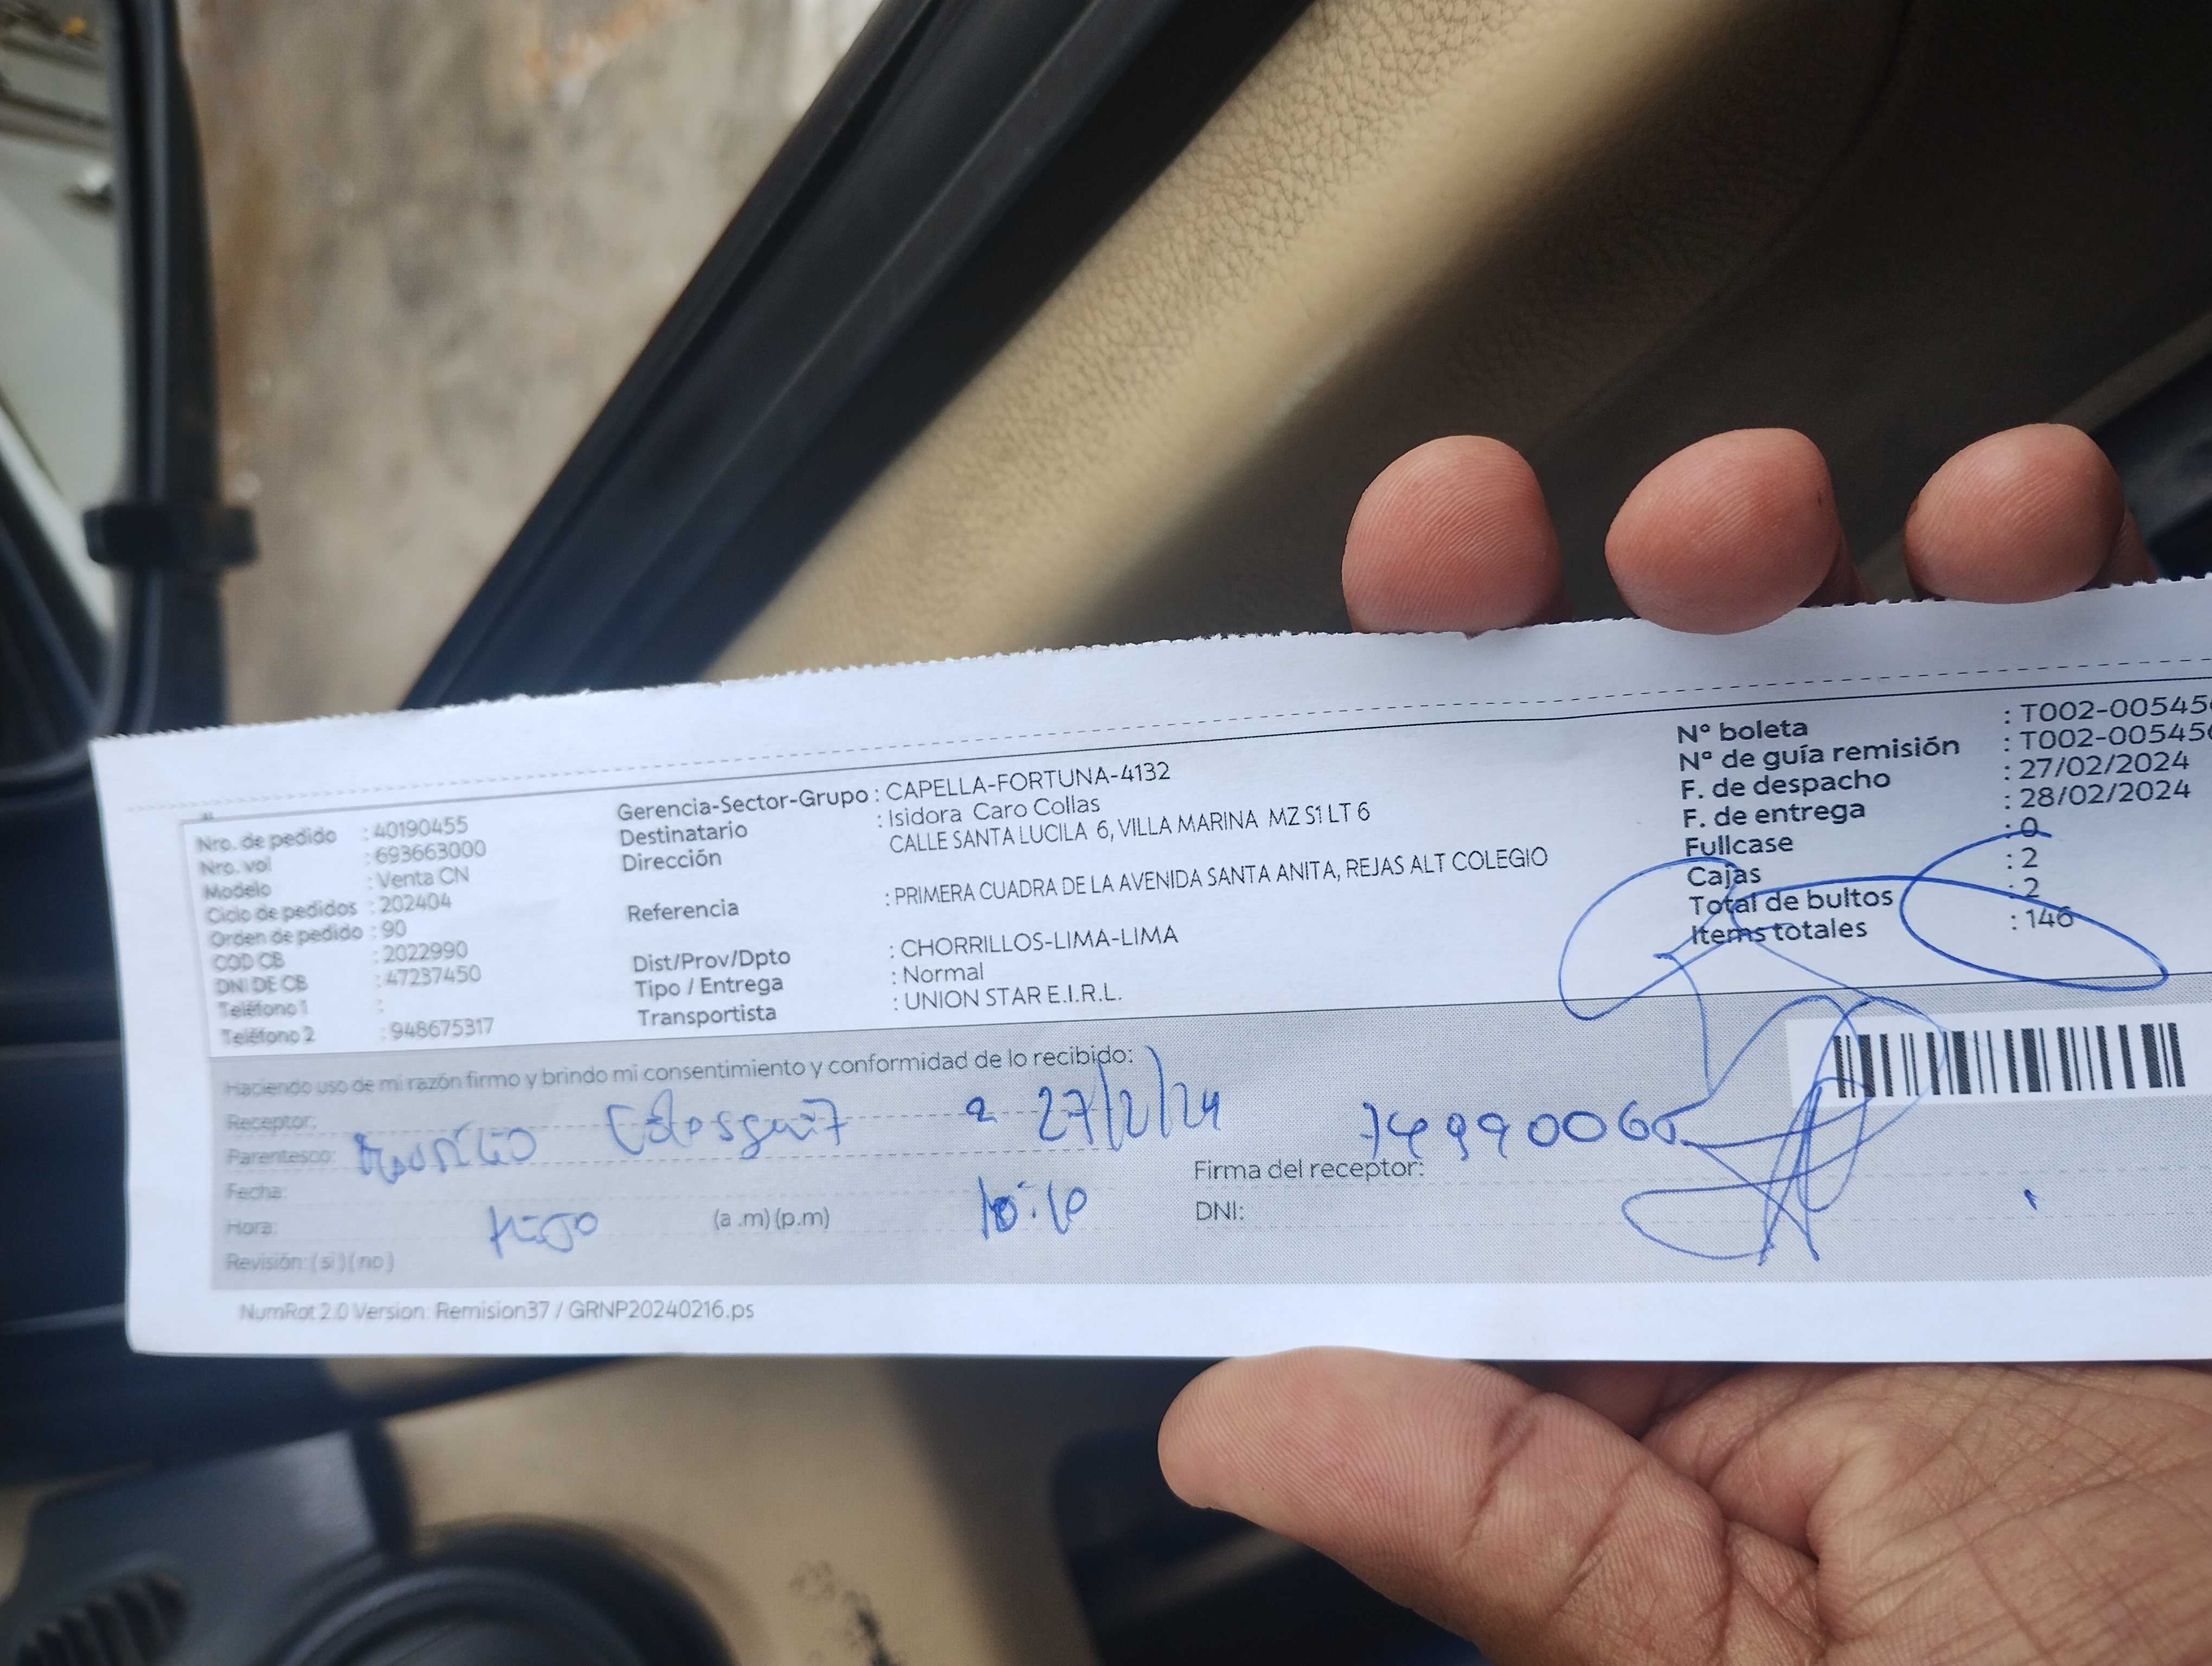 Nro. de pedido : 40190455
Nro. vol : 693663000
Modelo : Venta CN
Ciclo de pedidos : 202404
Orden de pedido : 90
COD CB : 2022990
DNI DE CB : 47237450
Teléfono 1 :
Teléfono 2 : 948675317
Gerencia-Sector-Grupo : CAPELLA-FORTUNA-4132
Destinatario : Isidora Caro Collas
Dirección CALLE SANTA LUCILA 6, VILLA MARINA MZ S1 LT 6
Referencia : PRIMERA CUADRA DE LA AVENIDA SANTA ANITA, REJAS ALT COLEGIO
Dist/Prov/Dpto : CHORRILLOS-LIMA-LIMA
Tipo / Entrega : Normal
Transportista : UNION STAR E.I.R.L.
Nº boleta : T002-00545
Nº de guía remisión : T002-00545
F. de despacho : 27/02/2024
F. de entrega : 28/02/2024
Fullcase : 0
Cajas : 2
Total de bultos : 2
Items totales : 146
Haciendo uso de mi razón firmo y brindo mi consentimiento y conformidad de lo recibido:
Receptor: 27/2/24
Parentesco:
Fecha: Firma del receptor:
Hora: (a .m) (p.m) 10:10 DNI:
Revisión: (si) (no)
NumRot 2.0 Version: Remision37 / GRNP20240216.ps